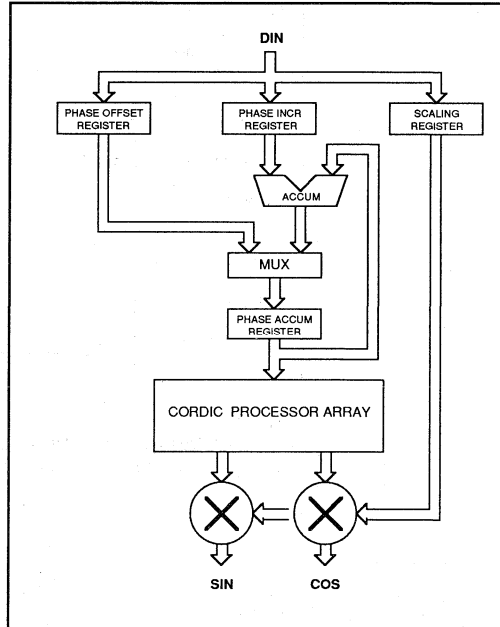 DIN
PHASE OFFSET
REGISTER
PHASE INCR
REGISTER
SCALING
REGISTER
ACCUM
MUX
PHASE ACCUM
REGISTER
CORDIC PROCESSOR ARRAY
SIN
COS